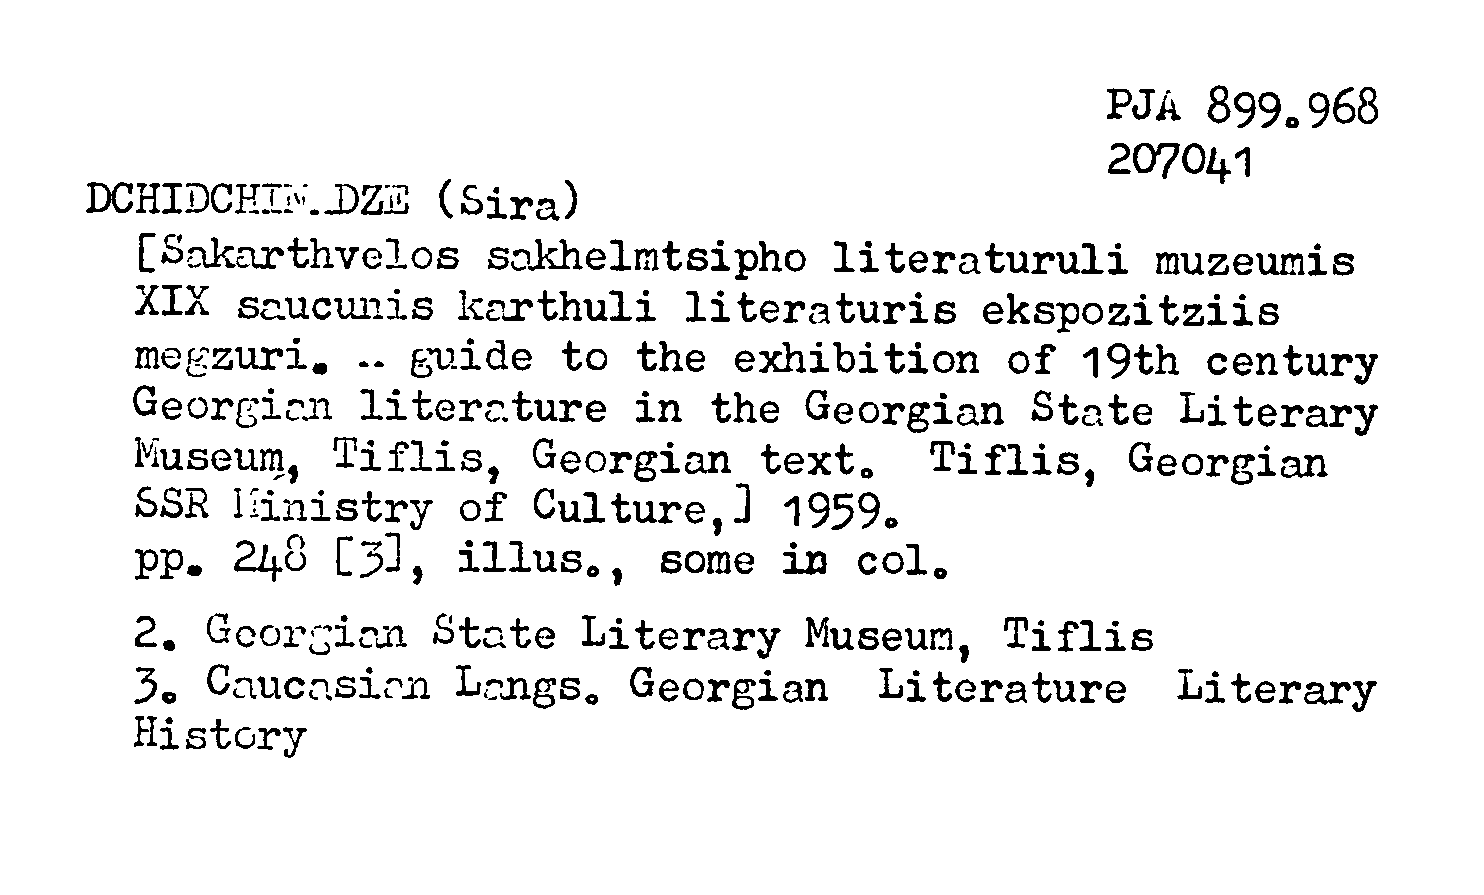 PJA 899.968
207041
(Sira)
[Sakarthvelos sakhelmtsipho literaturuli muzeumis
XIX saucunis karthuli literaturis ekspozitziis
megzuri. .. guide to the exhibition of 19th century
Georgian literature in the Georgian State Literary
Museum, Tiflis, Georgian text. Tiflis, Georgian
SSR Ministry of Culture,] 1959.
pp. 248 [3], illus., some in col.
2. Georgian State Literary Museum, Tiflis
3. Caucasian Langs. Georgian Literature Literary
History